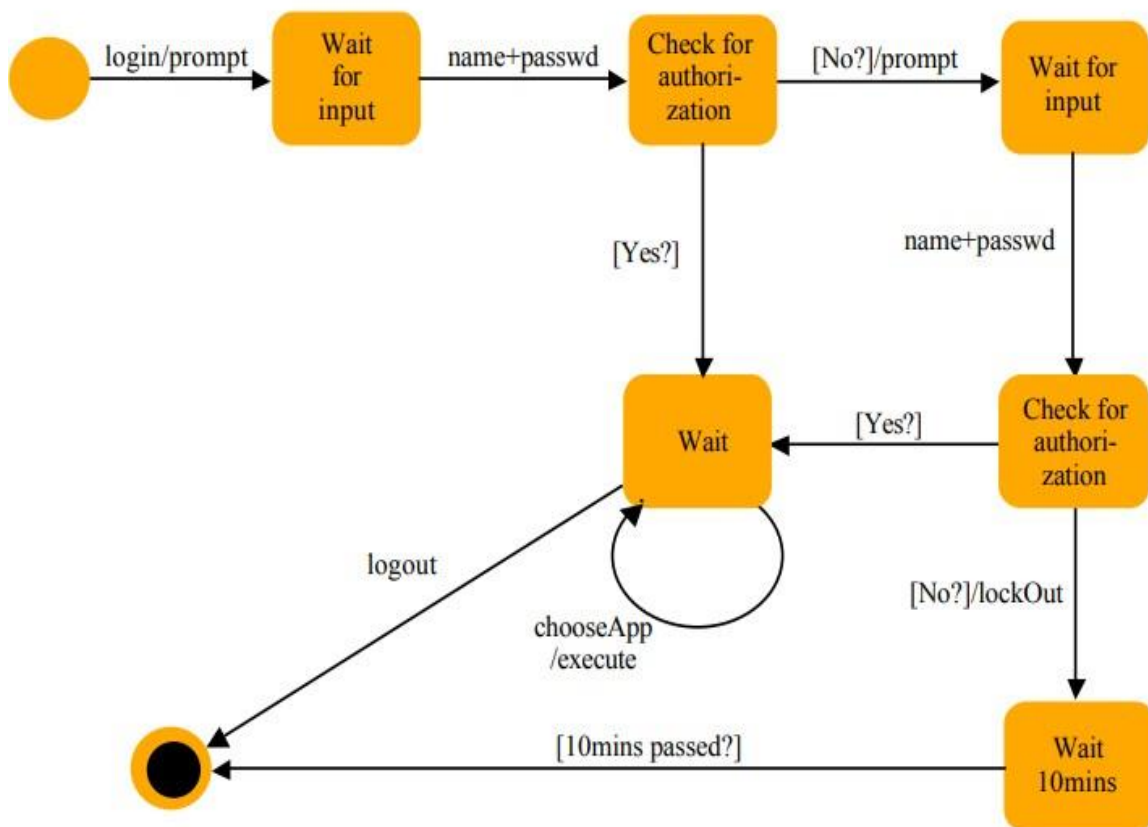 login/prompt
Wait
for
input
name+passwd
Check for
authori-
zation
[No?]/prompt
Wait for
input
[Yes?]
name+passwd
Wait
[Yes?]
Check for
authori-
zation
logout
chooseApp
/execute
[No?]/lockOut
[10mins passed?]
Wait
10mins